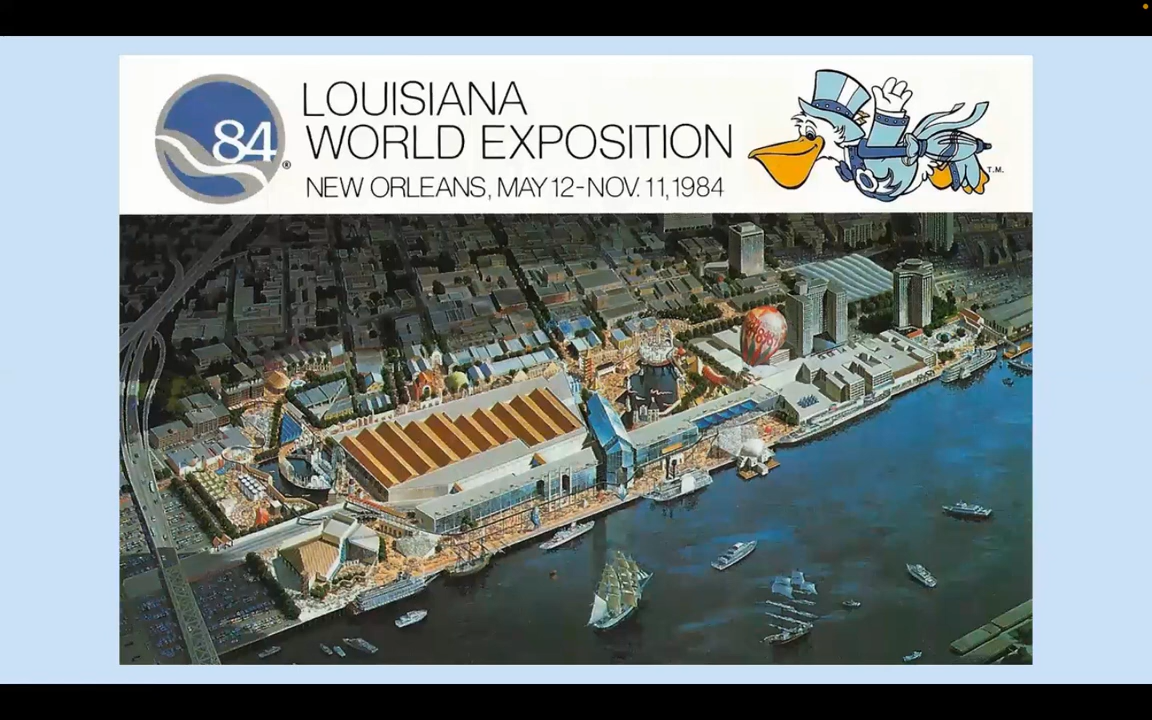 84®
LOUISIANA
WORLD EXPOSITION
NEW ORLEANS, MAY 12-NOV. 11, 1984
T.M.